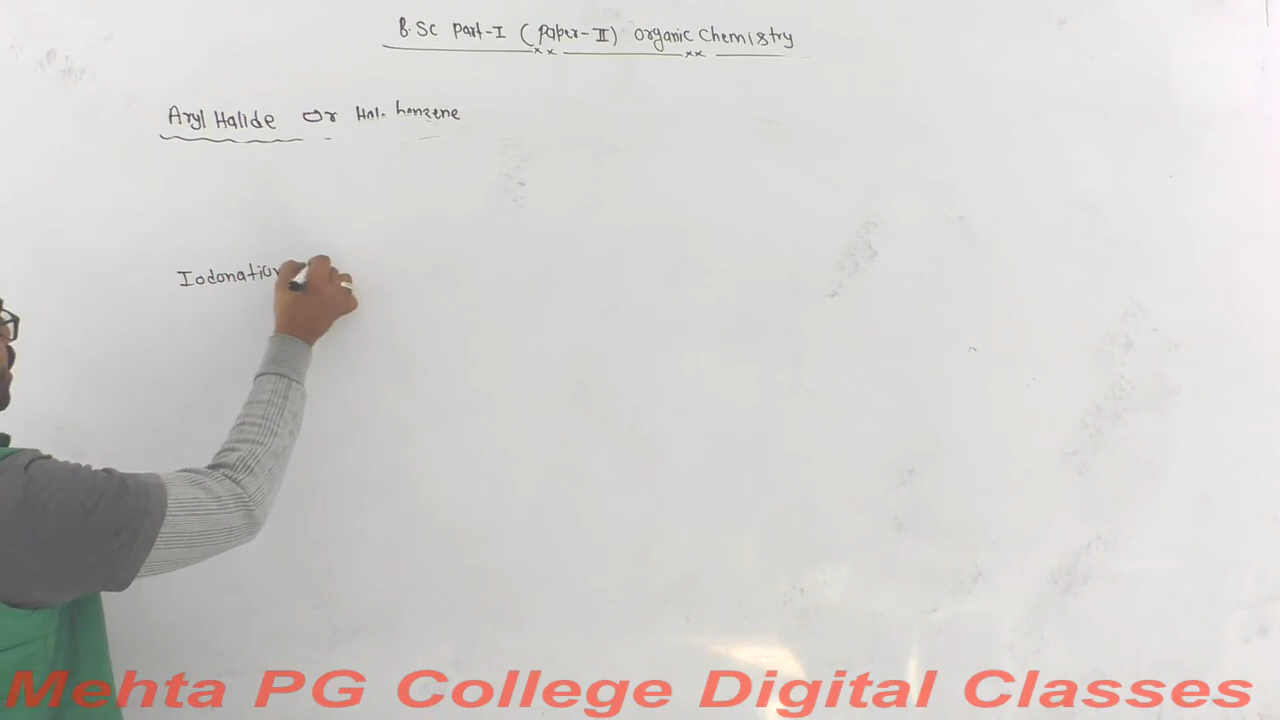 B.Sc Part-I (Paper-II) Organic Chemistry
Aryl Halide Or Halo benzene
Iodonation
Mehta PG College Digital Classes